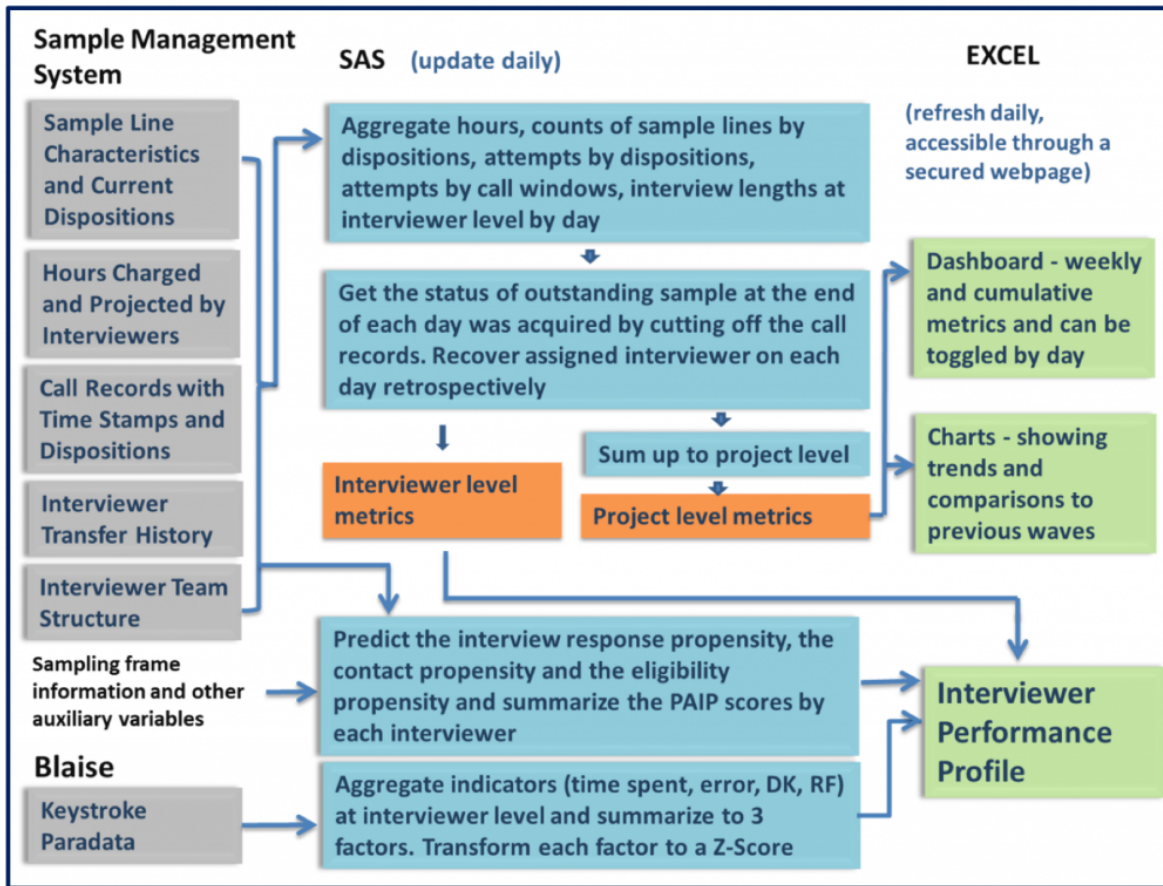 Sample Management
System
Sample Line
Characteristics
and Current
Dispositions
Hours Charged
and Projected by
Interviewers
Call Records with
Time Stamps and
Dispositions
Interviewer
Transfer History
Interviewer Team
Structure
Sampling frame
information and other
auxiliary variables
Blaise
Keystroke
Paradata
SAS (update daily)
Aggregate hours, counts of sample lines by
dispositions, attempts by dispositions,
attempts by call windows, interview lengths at
interviewer level by day
Get the status of outstanding sample at the end
of each day was acquired by cutting off the call
records. Recover assigned interviewer on each
day retrospectively
Interviewer level
metrics
Sum up to project level
Project level metrics
Predict the interview response propensity, the
contact propensity and the eligibility
propensity and summarize the PAIP scores by
each interviewer
Aggregate indicators (time spent, error, DK, RF)
at interviewer level and summarize to 3
factors. Transform each factor to a Z-Score
EXCEL
(refresh daily,
accessible through a
secured webpage)
Dashboard - weekly
and cumulative
metrics and can be
toggled by day
Charts - showing
trends and
comparisons to
previous waves
Interviewer
Performance
Profile